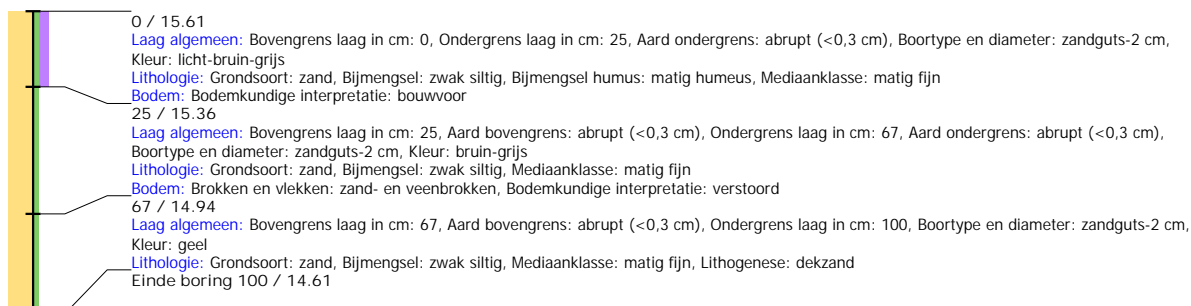 0 / 15.61
Laag algemeen: Bovengrens laag in cm: 0, Ondergrens laag in cm: 25, Aard ondergrens: abrupt (<0,3 cm), Boortype en diameter: zandguts-2 cm,
Kleur: licht-bruin-grijs
Lithologie: Grondsoort: zand, Bijmengsel: zwak siltig, Bijmengsel humus: matig humeus, Mediaanklasse: matig fijn
Bodem: Bodemkundige interpretatie: bouwvoor
25 / 15.36
Laag algemeen: Bovengrens laag in cm: 25, Aard bovengrens: abrupt (<0,3 cm), Ondergrens laag in cm: 67, Aard ondergrens: abrupt (<0,3 cm),
Boortype en diameter: zandguts-2 cm, Kleur: bruin-grijs
Lithologie: Grondsoort: zand, Bijmengsel: zwak siltig, Mediaanklasse: matig fijn
Bodem: Brokken en vlekken: zand- en veenbrokken, Bodemkundige interpretatie: verstoord
67 / 14.94
Laag algemeen: Bovengrens laag in cm: 67, Aard bovengrens: abrupt (<0,3 cm), Ondergrens laag in cm: 100, Boortype en diameter: zandguts-2 cm,
Kleur: geel
Lithologie: Grondsoort: zand, Bijmengsel: zwak siltig, Mediaanklasse: matig fijn, Lithogenese: dekzand
Einde boring 100 / 14.61